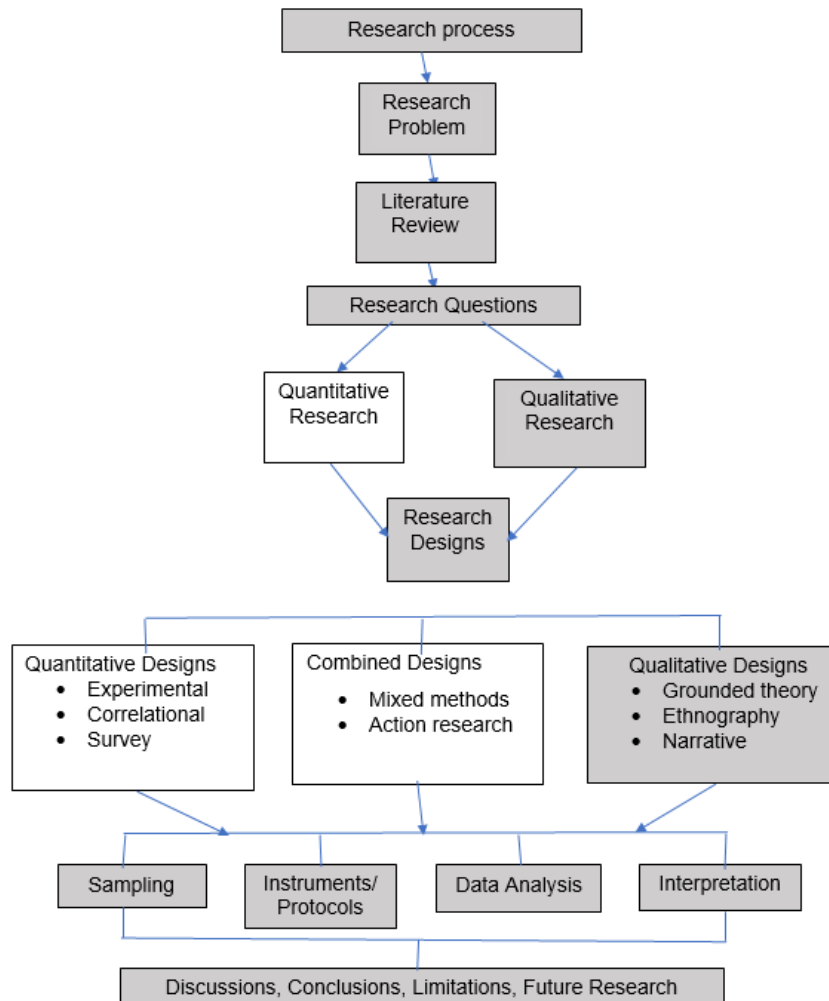 Research process
Research
Problem
Literature
Review
Research Questions
Quantitative
Research
Qualitative
Research
Research
Designs
Quantitative Designs
• Experimental
• Correlational
• Survey
Combined Designs
• Mixed methods
• Action research
Qualitative Designs
• Grounded theory
• Ethnography
• Narrative
Sampling
Instruments/
Protocols
Data Analysis
Interpretation
Discussions, Conclusions, Limitations, Future Research